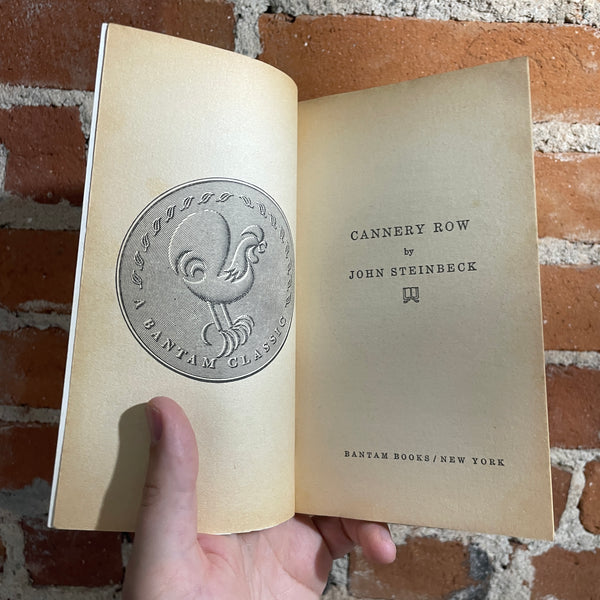 A BANTAM CLASSIC
CANNERY ROW
by
JOHN STEINBECK
BANTAM BOOKS / NEW YORK